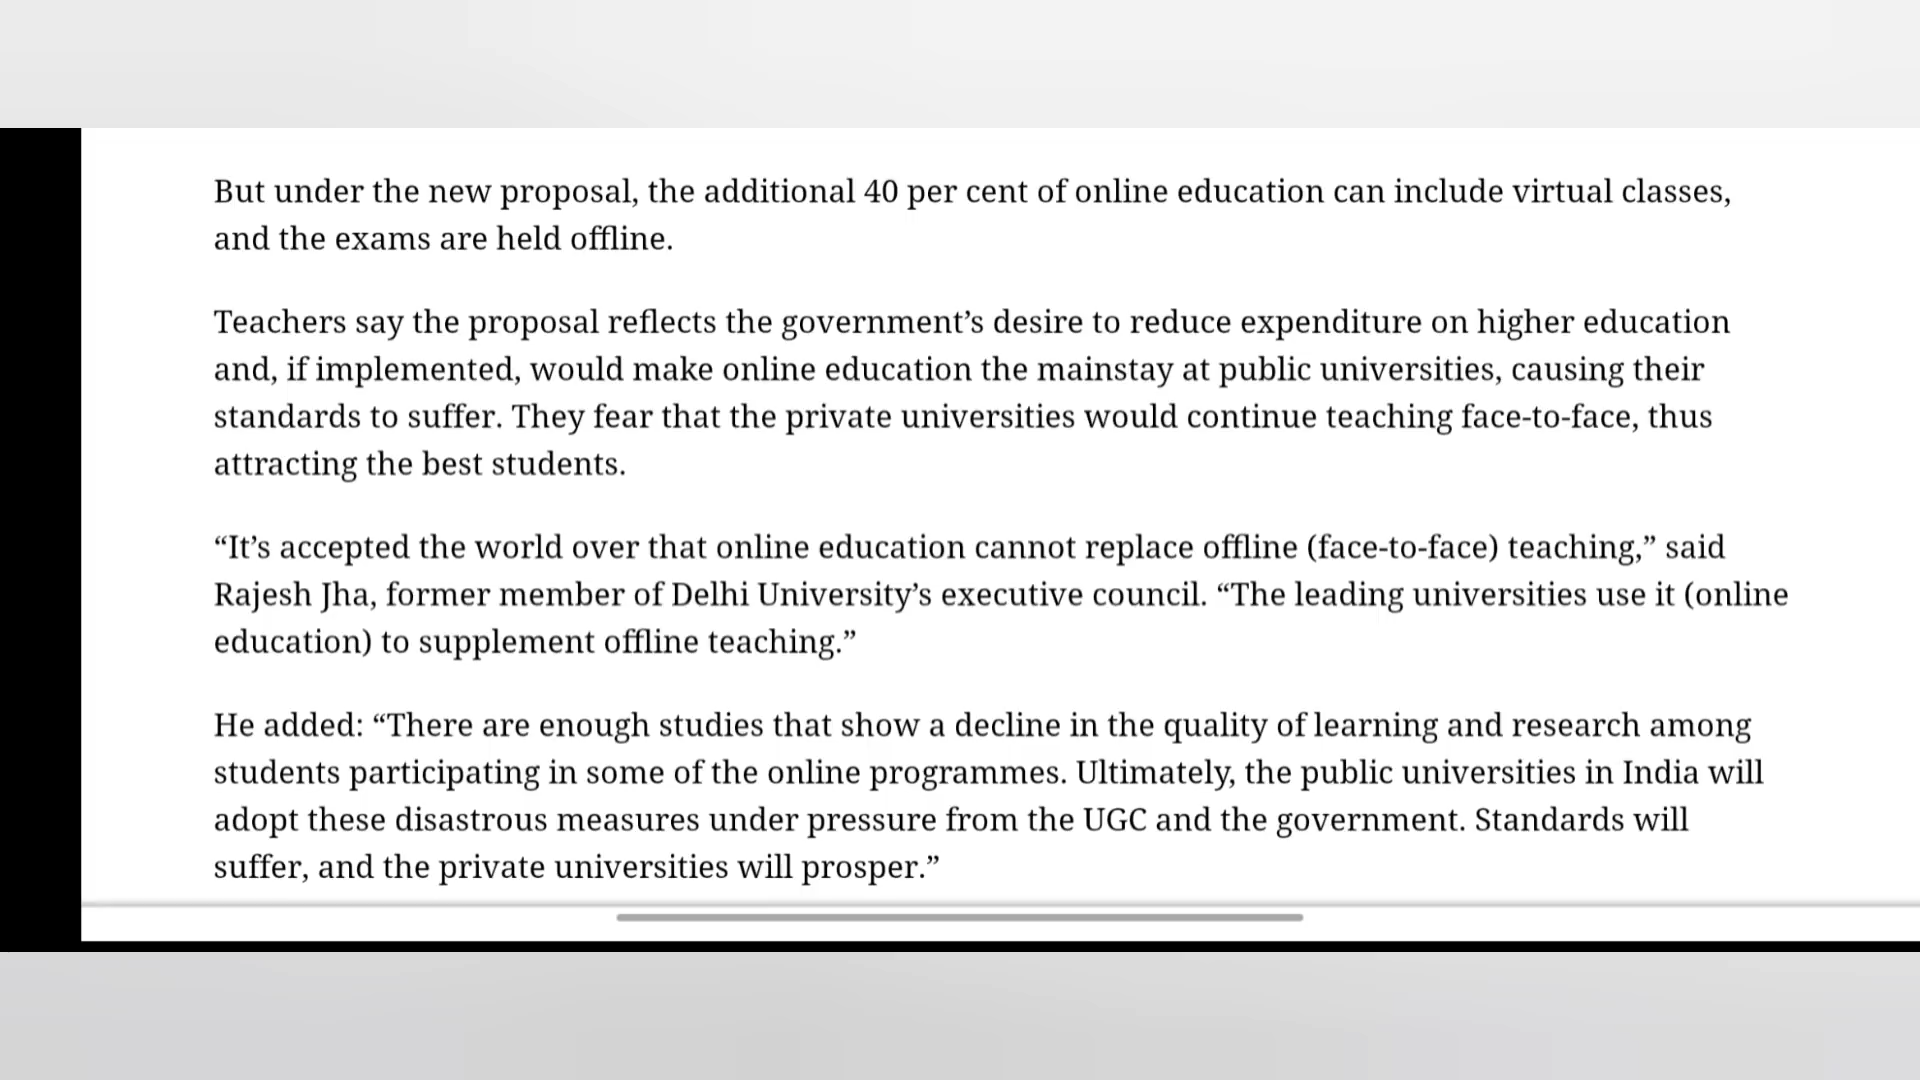 But under the new proposal, the additional 40 per cent of online education can include virtual classes,
and the exams are held offline.
Teachers say the proposal reflects the government’s desire to reduce expenditure on higher education
and, if implemented, would make online education the mainstay at public universities, causing their
standards to suffer. They fear that the private universities would continue teaching face-to-face, thus
attracting the best students.
“It’s accepted the world over that online education cannot replace offline (face-to-face) teaching,” said
Rajesh Jha, former member of Delhi University’s executive council. “The leading universities use it (online
education) to supplement offline teaching.”
He added: “There are enough studies that show a decline in the quality of learning and research among
students participating in some of the online programmes. Ultimately, the public universities in India will
adopt these disastrous measures under pressure from the UGC and the government. Standards will
suffer, and the private universities will prosper.”